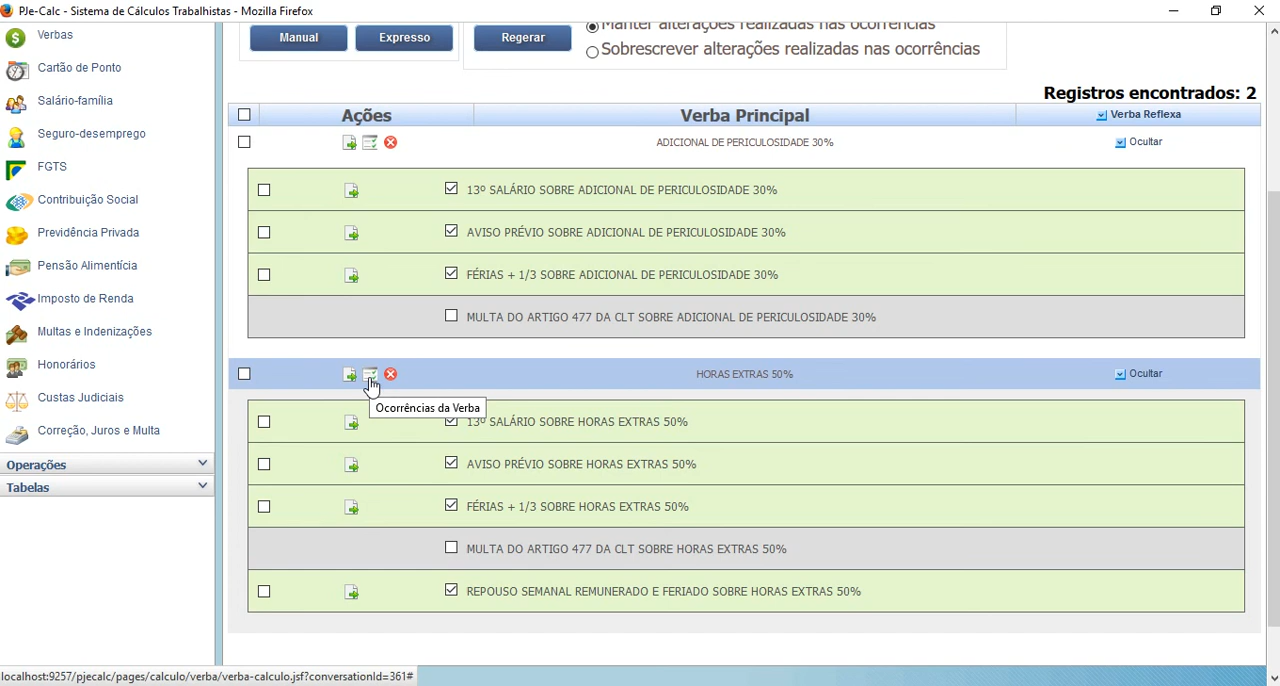 PJe-Calc - Sistema de Cálculos Trabalhistas - Mozilla Firefox
Verbas
Cartão de Ponto
Salário-família
Seguro-desemprego
FGTS
Contribuição Social
Previdência Privada
Pensão Alimentícia
Imposto de Renda
Multas e Indenizações
Honorários
Custas Judiciais
Correção, Juros e Multa
Operações
Tabelas
Manual
Expresso
Regerar
Manter alterações realizadas nas ocorrências
Sobrescrever alterações realizadas nas ocorrências
Registros encontrados: 2
Ações
Verba Principal
Verba Reflexa
ADICIONAL DE PERICULOSIDADE 30%
Ocultar
13º SALÁRIO SOBRE ADICIONAL DE PERICULOSIDADE 30%
AVISO PRÉVIO SOBRE ADICIONAL DE PERICULOSIDADE 30%
FÉRIAS + 1/3 SOBRE ADICIONAL DE PERICULOSIDADE 30%
MULTA DO ARTIGO 477 DA CLT SOBRE ADICIONAL DE PERICULOSIDADE 30%
HORAS EXTRAS 50%
Ocultar
Ocorrências da Verba
13º SALÁRIO SOBRE HORAS EXTRAS 50%
AVISO PRÉVIO SOBRE HORAS EXTRAS 50%
FÉRIAS + 1/3 SOBRE HORAS EXTRAS 50%
MULTA DO ARTIGO 477 DA CLT SOBRE HORAS EXTRAS 50%
REPOUSO SEMANAL REMUNERADO E FERIADO SOBRE HORAS EXTRAS 50%
localhost:9257/pjecalc/pages/calculo/verba/verba-calculo.jsf?conversationId=361#